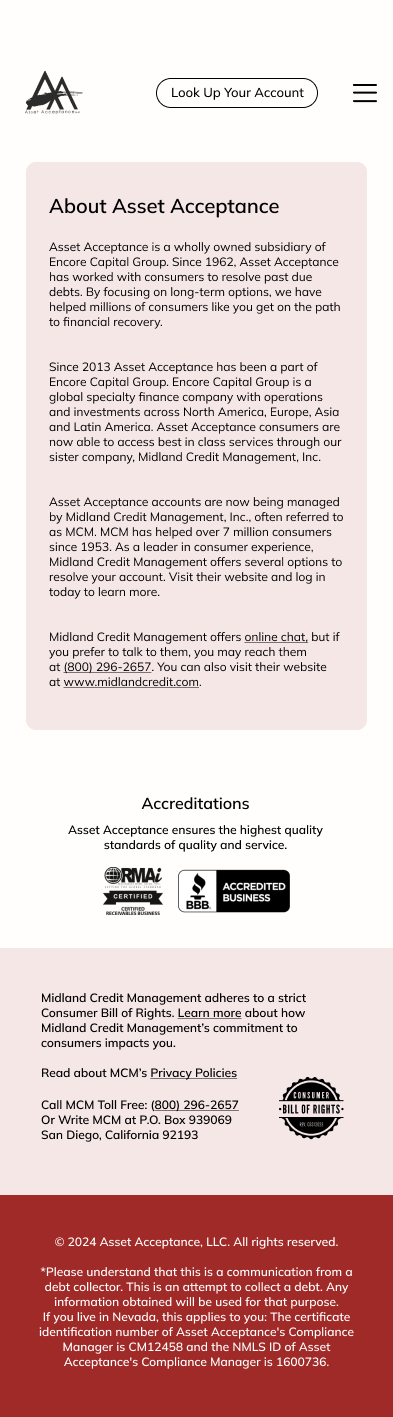 Asset Acceptance LLC
Look Up Your Account
About Asset Acceptance
Asset Acceptance is a wholly owned subsidiary of
Encore Capital Group. Since 1962, Asset Acceptance
has worked with consumers to resolve past due
debts. By focusing on long-term options, we have
helped millions of consumers like you get on the path
to financial recovery.
Since 2013 Asset Acceptance has been a part of
Encore Capital Group. Encore Capital Group is a
global specialty finance company with operations
and investments across North America, Europe, Asia
and Latin America. Asset Acceptance consumers are
now able to access best in class services through our
sister company, Midland Credit Management, Inc.
Asset Acceptance accounts are now being managed
by Midland Credit Management, Inc., often referred to
as MCM. MCM has helped over 7 million consumers
since 1953. As a leader in consumer experience,
Midland Credit Management offers several options to
resolve your account. Visit their website and log in
today to learn more.
Midland Credit Management offers online chat, but if
you prefer to talk to them, you may reach them
at (800) 296-2657. You can also visit their website
at www.midlandcredit.com.
Accreditations
Asset Acceptance ensures the highest quality
standards of quality and service.
RMAi
CERTIFIED
CERTIFIED
RECEIVABLES BUSINESS
BBB.
ACCREDITED
BUSINESS
Midland Credit Management adheres to a strict
Consumer Bill of Rights. Learn more about how
Midland Credit Management's commitment to
consumers impacts you.
Read about MCM's Privacy Policies
Call MCM Toll Free: (800) 296-2657
Or Write MCM at P.O. Box 939069
San Diego, California 92193
CONSUMER
BILL OF RIGHTS
© 2024 Asset Acceptance, LLC. All rights reserved.
*Please understand that this is a communication from a
debt collector. This is an attempt to collect a debt. Any
information obtained will be used for that purpose.
If you live in Nevada, this applies to you: The certificate
identification number of Asset Acceptance's Compliance
Manager is CM12458 and the NMLS ID of Asset
Acceptance's Compliance Manager is 1600736.